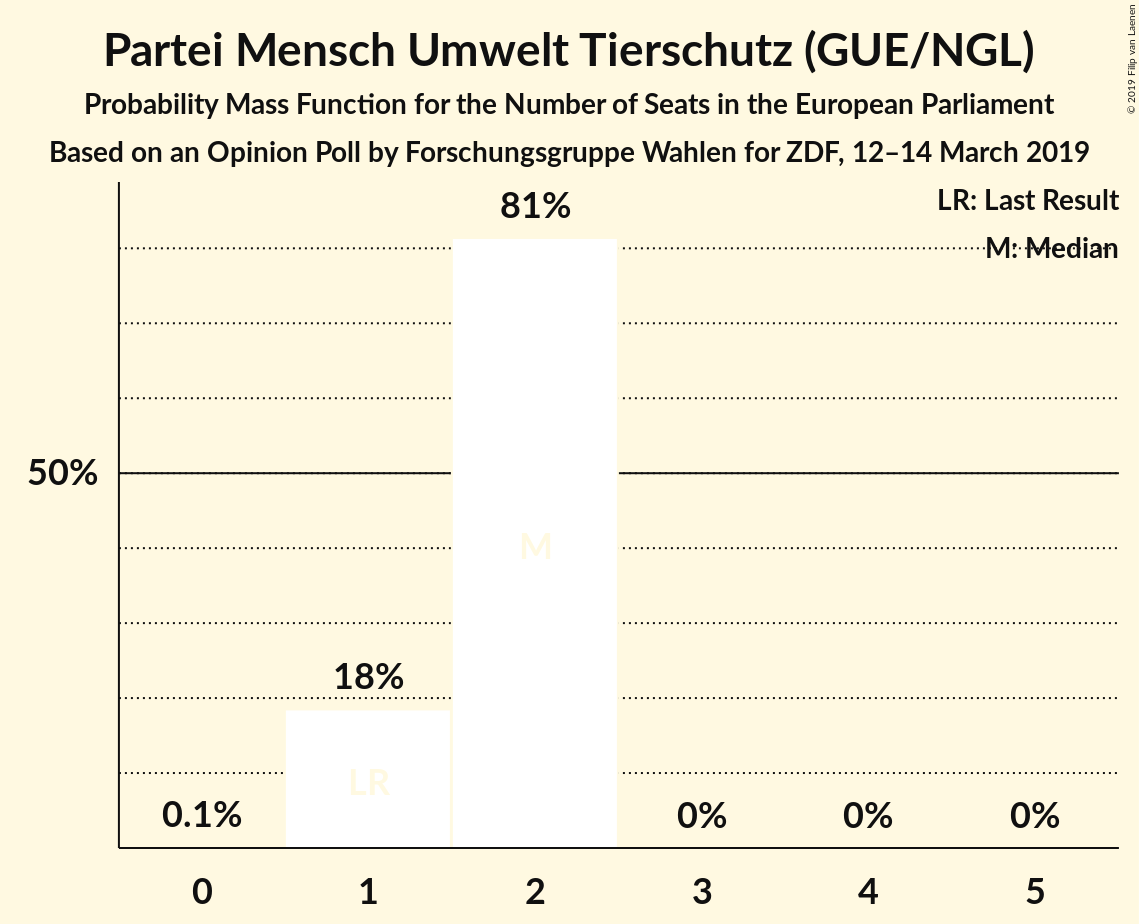 Partei Mensch Umwelt Tierschutz (GUE/NGL)
Probability Mass Function for the Number of Seats in the European Parliament
Based on an Opinion Poll by Forschungsgruppe Wahlen for ZDF, 12–14 March 2019
© 2019 Filip van Laenen
LR: Last Result
M: Median
81%
50%
M
18%
LR
0.1%
0%
0%
0%
0
1
2
3
4
5